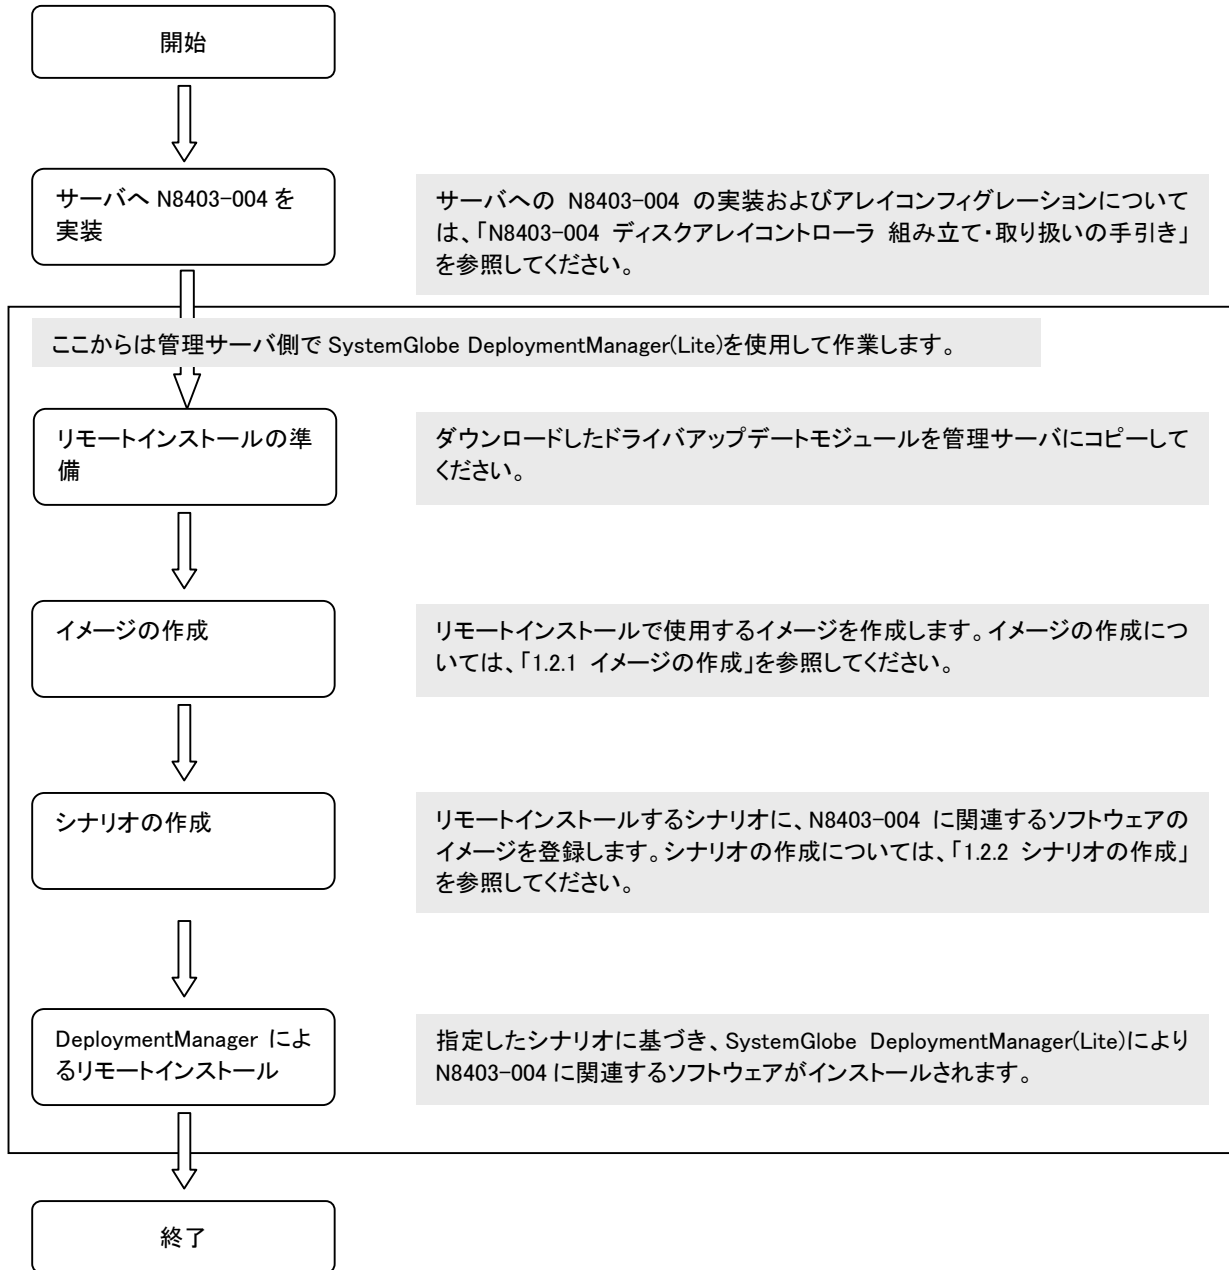 開始
サーバへ N8403-004 を
実装
サーバへの N8403-004 の実装およびアレイコンフィグレーションについて
は、「N8403-004 ディスクアレイコントローラ 組み立て・取り扱いの手引き」
を参照してください。
ここからは管理サーバ側で SystemGlobe DeploymentManager(Lite)を使用して作業します。
リモートインストールの準
備
ダウンロードしたドライバアップデートモジュールを管理サーバにコピーして
ください。
イメージの作成
リモートインストールで使用するイメージを作成します。イメージの作成につ
いては、「1.2.1 イメージの作成」を参照してください。
シナリオの作成
リモートインストールするシナリオに、N8403-004 に関連するソフトウェアの
イメージを登録します。シナリオの作成については、「1.2.2 シナリオの作成」
を参照してください。
DeploymentManager によ
るリモートインストール
指定したシナリオに基づき、SystemGlobe DeploymentManager(Lite)により
N8403-004 に関連するソフトウェアがインストールされます。
終了